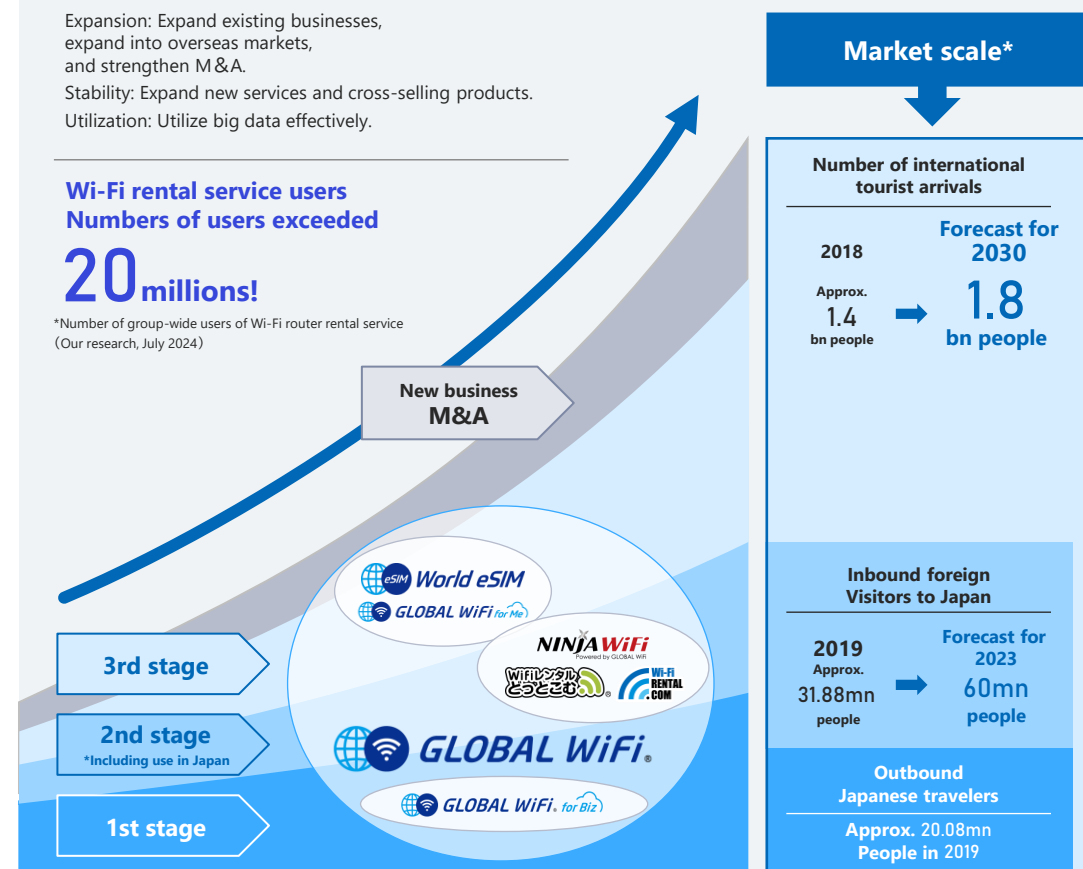 Expansion: Expand existing businesses,
expand into overseas markets,
and strengthen M&A.
Stability: Expand new services and cross-selling products.
Utilization: Utilize big data effectively.
Wi-Fi rental service users
Numbers of users exceeded
20 millions!
*Number of group-wide users of Wi-Fi router rental service
（Our research, July 2024）
New business
M&A
eSIM World eSIM
GLOBAL WiFi for Me
NINJA WiFi
Powered by GLOBAL WiFi
WiFiレンタル
どっとこむ®
Wi-Fi
RENTAL
.COM
GLOBAL WiFi®
GLOBAL WiFi® for Biz
3rd stage
2nd stage
*Including use in Japan
1st stage
Market scale*
Number of international
tourist arrivals
2018
Approx.
1.4
bn people
Forecast for
2030
1.8
bn people
Inbound foreign
Visitors to Japan
2019
Approx.
31.88mn
people
Forecast for
2023
60mn
people
Outbound
Japanese travelers
Approx. 20.08mn
People in 2019